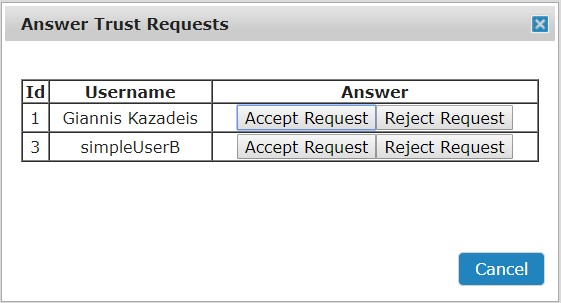 Answer Trust Requests
Id Username Answer
1 Giannis Kazadeis Accept Request Reject Request
3 simpleUserB Accept Request Reject Request
Cancel